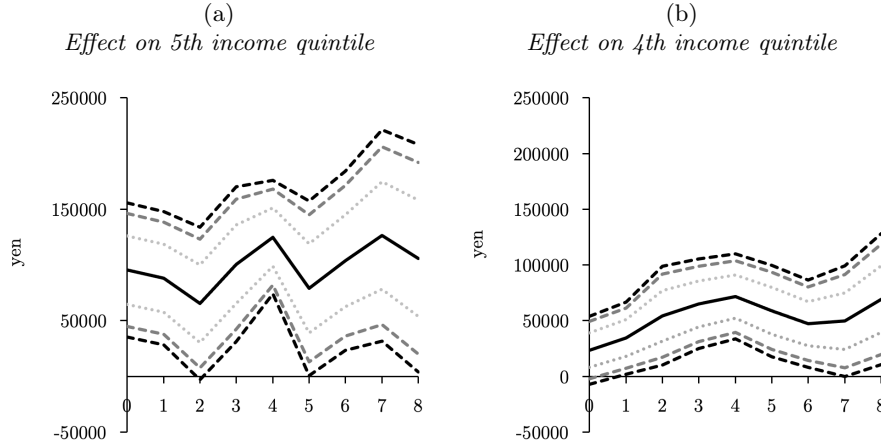 (a)
Effect on 5th income quintile
250000
150000
50000
-50000
yen
0 1 2 3 4 5 6 7 8
(b)
Effect on 4th income quintile
250000
200000
150000
100000
50000
0
-50000
yen
0 1 2 3 4 5 6 7 8